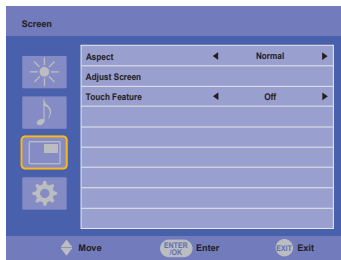 Screen
Aspect Normal
Adjust Screen
Touch Feature Off
Move ENTER /OK Enter EXIT Exit